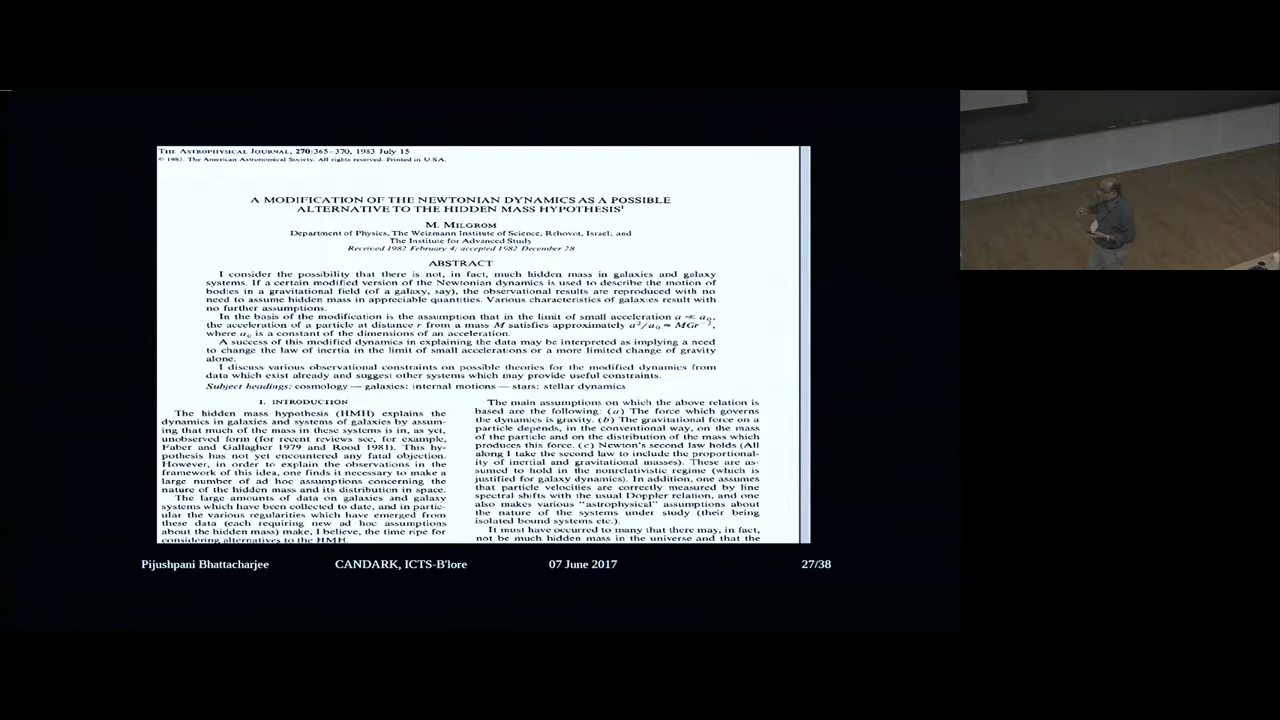 THE ASTROPHYSICAL JOURNAL, 270:365-370, 1983 July 15
© 1983. The American Astronomical Society. All rights reserved. Printed in U.S.A.
A MODIFICATION OF THE NEWTONIAN DYNAMICS AS A POSSIBLE
ALTERNATIVE TO THE HIDDEN MASS HYPOTHESIS¹
M. MILGROM
Department of Physics, The Weizmann Institute of Science, Rehovot, Israel; and
The Institute for Advanced Study
Received 1982 February 4; accepted 1982 December 28
ABSTRACT
I consider the possibility that there is not, in fact, much hidden mass in galaxies and galaxy
systems. If a certain modified version of the Newtonian dynamics is used to describe the motion of
bodies in a gravitational field (of a galaxy, say), the observational results are reproduced with no
need to assume hidden mass in appreciable quantities. Various characteristics of galaxies result with
no further assumptions.
In the basis of the modification is the assumption that in the limit of small acceleration a ≪ a₀,
the acceleration of a particle at distance r from a mass M satisfies approximately a²/a₀ ≈ MGr⁻²,
where a₀ is a constant of the dimensions of an acceleration.
A success of this modified dynamics in explaining the data may be interpreted as implying a need
to change the law of inertia in the limit of small accelerations or a more limited change of gravity
alone.
I discuss various observational constraints on possible theories for the modified dynamics from
data which exist already and suggest other systems which may provide useful constraints.
Subject headings: cosmology — galaxies: internal motions — stars: stellar dynamics
I. INTRODUCTION
The hidden mass hypothesis (HMH) explains the
dynamics in galaxies and systems of galaxies by assum-
ing that much of the mass in these systems is in, as yet,
unobserved form (for recent reviews see, for example,
Faber and Gallagher 1979 and Rood 1981). This hy-
pothesis has not yet encountered any fatal objection.
However, in order to explain the observations in the
framework of this idea, one finds it necessary to make a
large number of ad hoc assumptions concerning the
nature of the hidden mass and its distribution in space.
The large amounts of data on galaxies and galaxy
systems which have been collected to date, and in partic-
ular the various regularities which have emerged from
these data (each requiring new ad hoc assumptions
about the hidden mass) make, I believe, the time ripe for
considering alternatives to the HMH.
The main assumptions on which the above relation is
based are the following: (a) The force which governs
the dynamics is gravity. (b) The gravitational force on a
particle depends, in the conventional way, on the mass
of the particle and on the distribution of the mass which
produces this force. (c) Newton's second law holds (All
along I take the second law to include the proportional-
ity of inertial and gravitational masses). These are as-
sumed to hold in the nonrelativistic regime (which is
justified for galaxy dynamics). In addition, one assumes
that particle velocities are correctly measured by line
spectral shifts with the usual Doppler relation, and one
also makes various "astrophysical" assumptions about
the nature of the systems under study (their being
isolated bound systems etc.).
It must have occurred to many that there may, in fact,
not be much hidden mass in the universe and that the
Pijushpani Bhattacharjee CANDARK, ICTS-B'lore 07 June 2017 27/38